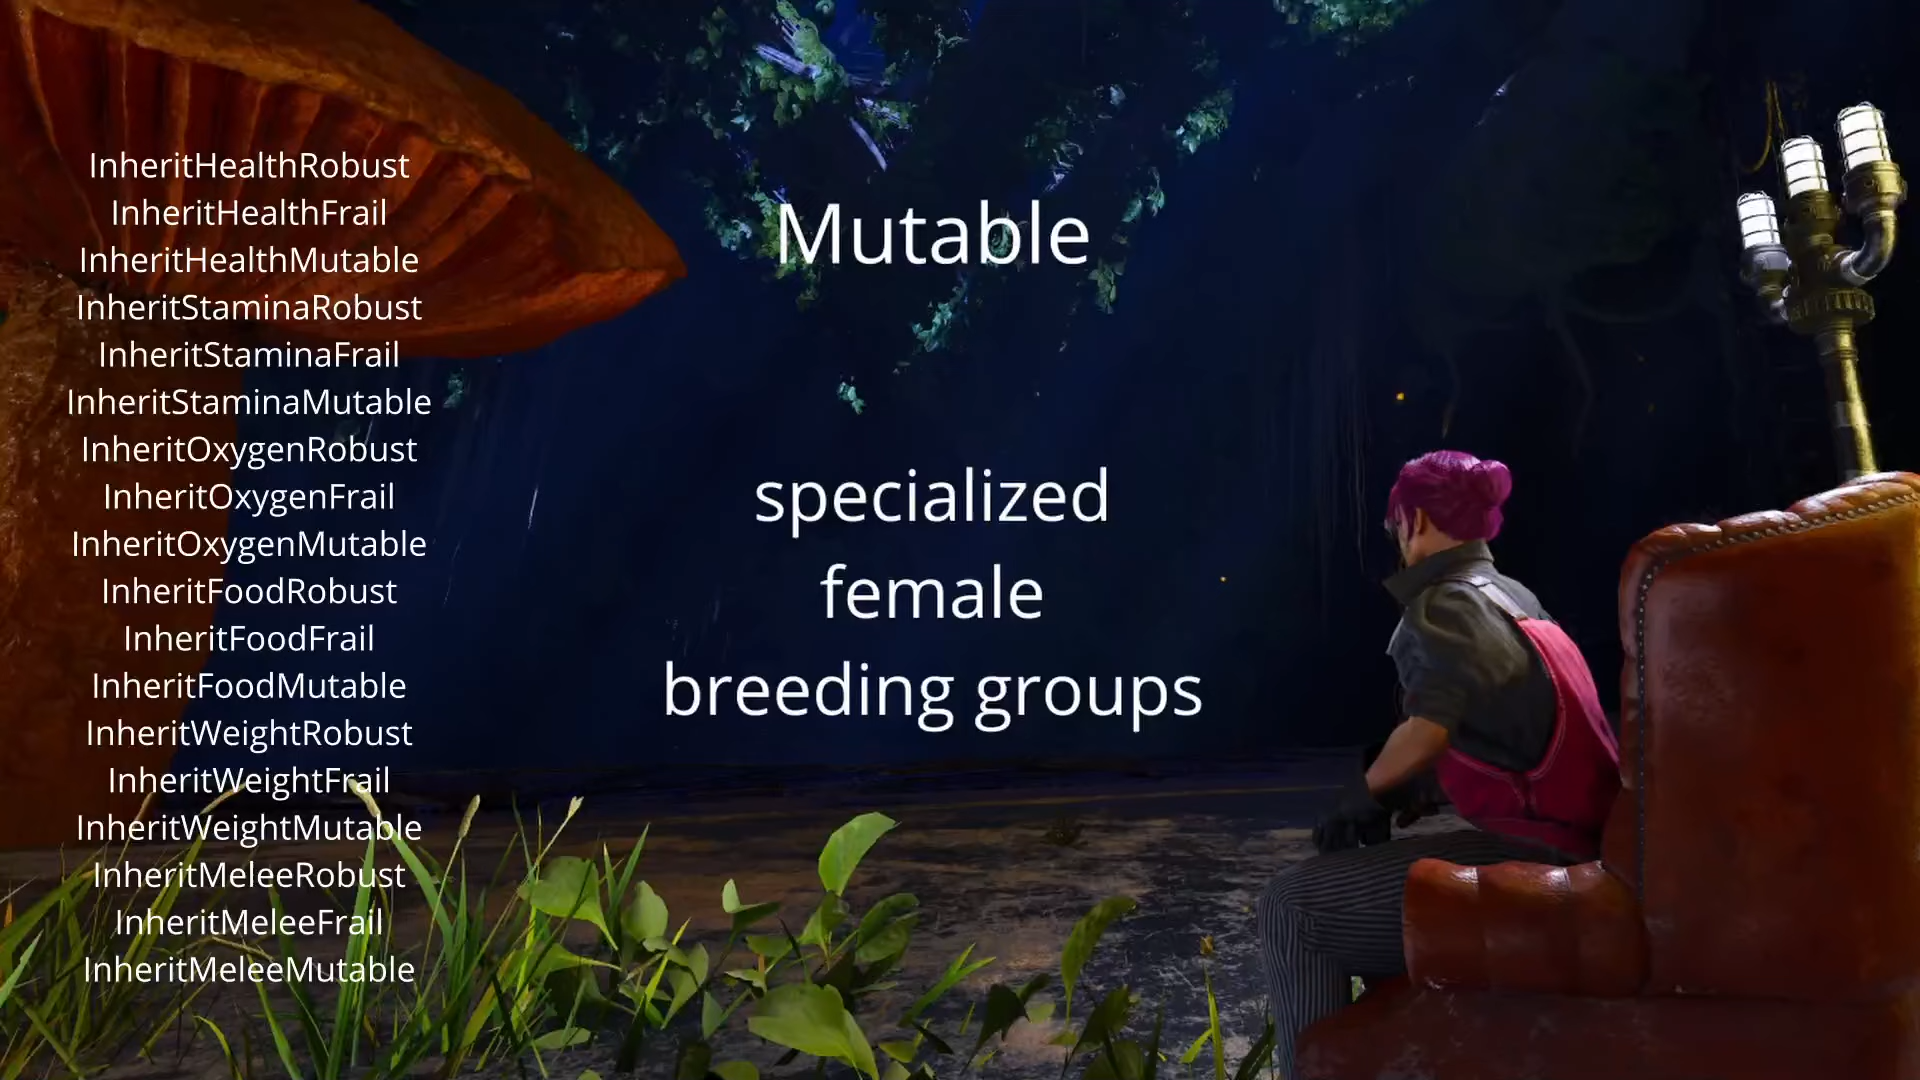 InheritHealthRobust
InheritHealthFrail
InheritHealthMutable
InheritStaminaRobust
InheritStaminaFrail
InheritStaminaMutable
InheritOxygenRobust
InheritOxygenFrail
InheritOxygenMutable
InheritFoodRobust
InheritFoodFrail
InheritFoodMutable
InheritWeightRobust
InheritWeightFrail
InheritWeightMutable
InheritMeleeRobust
InheritMeleeFrail
InheritMeleeMutable
Mutable
specialized
female
breeding groups